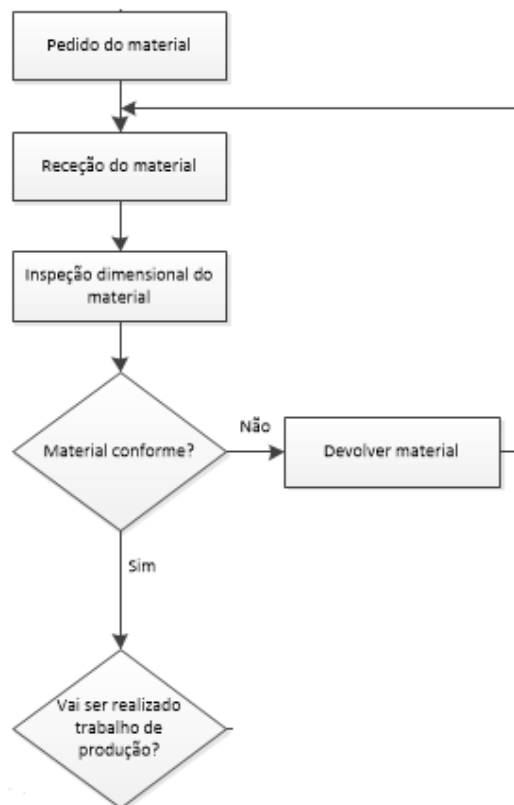 Pedido do material
Receção do material
Inspeção dimensional do
material
Material conforme?
Não
Devolver material
Sim
Vai ser realizado
trabalho de
produção?